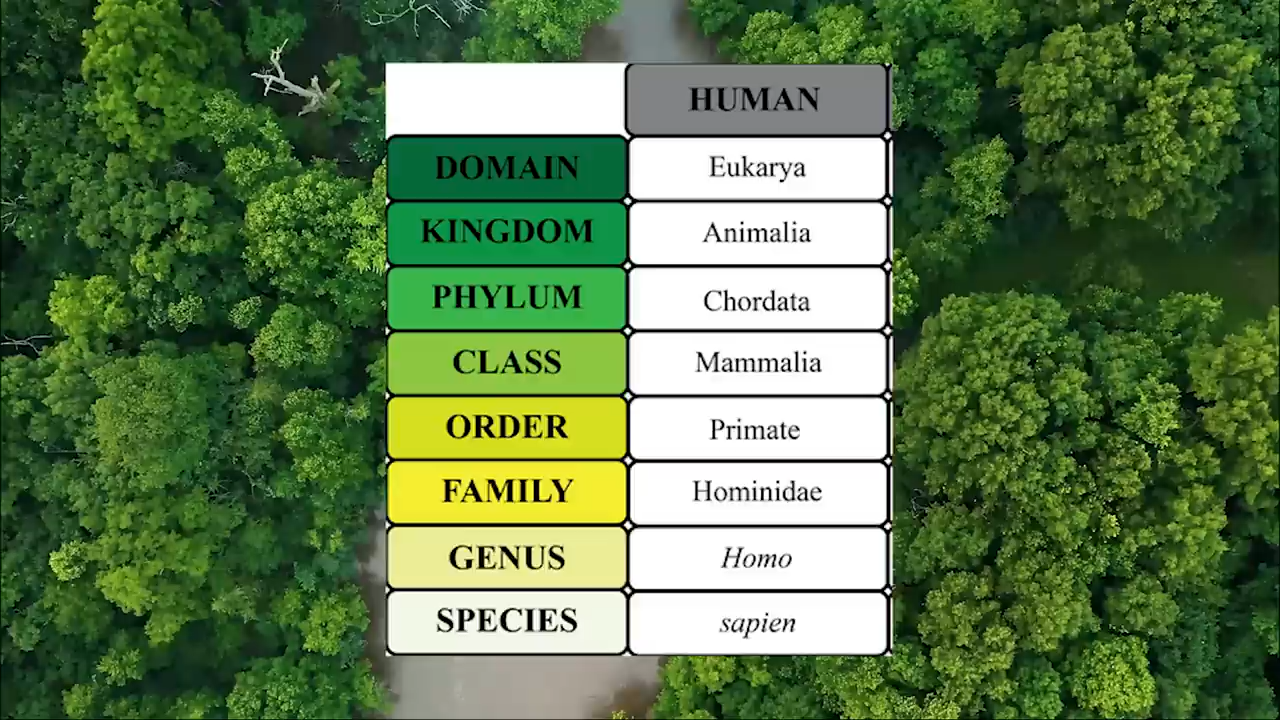 HUMAN
DOMAIN Eukarya
KINGDOM Animalia
PHYLUM Chordata
CLASS Mammalia
ORDER Primate
FAMILY Hominidae
GENUS Homo
SPECIES sapien